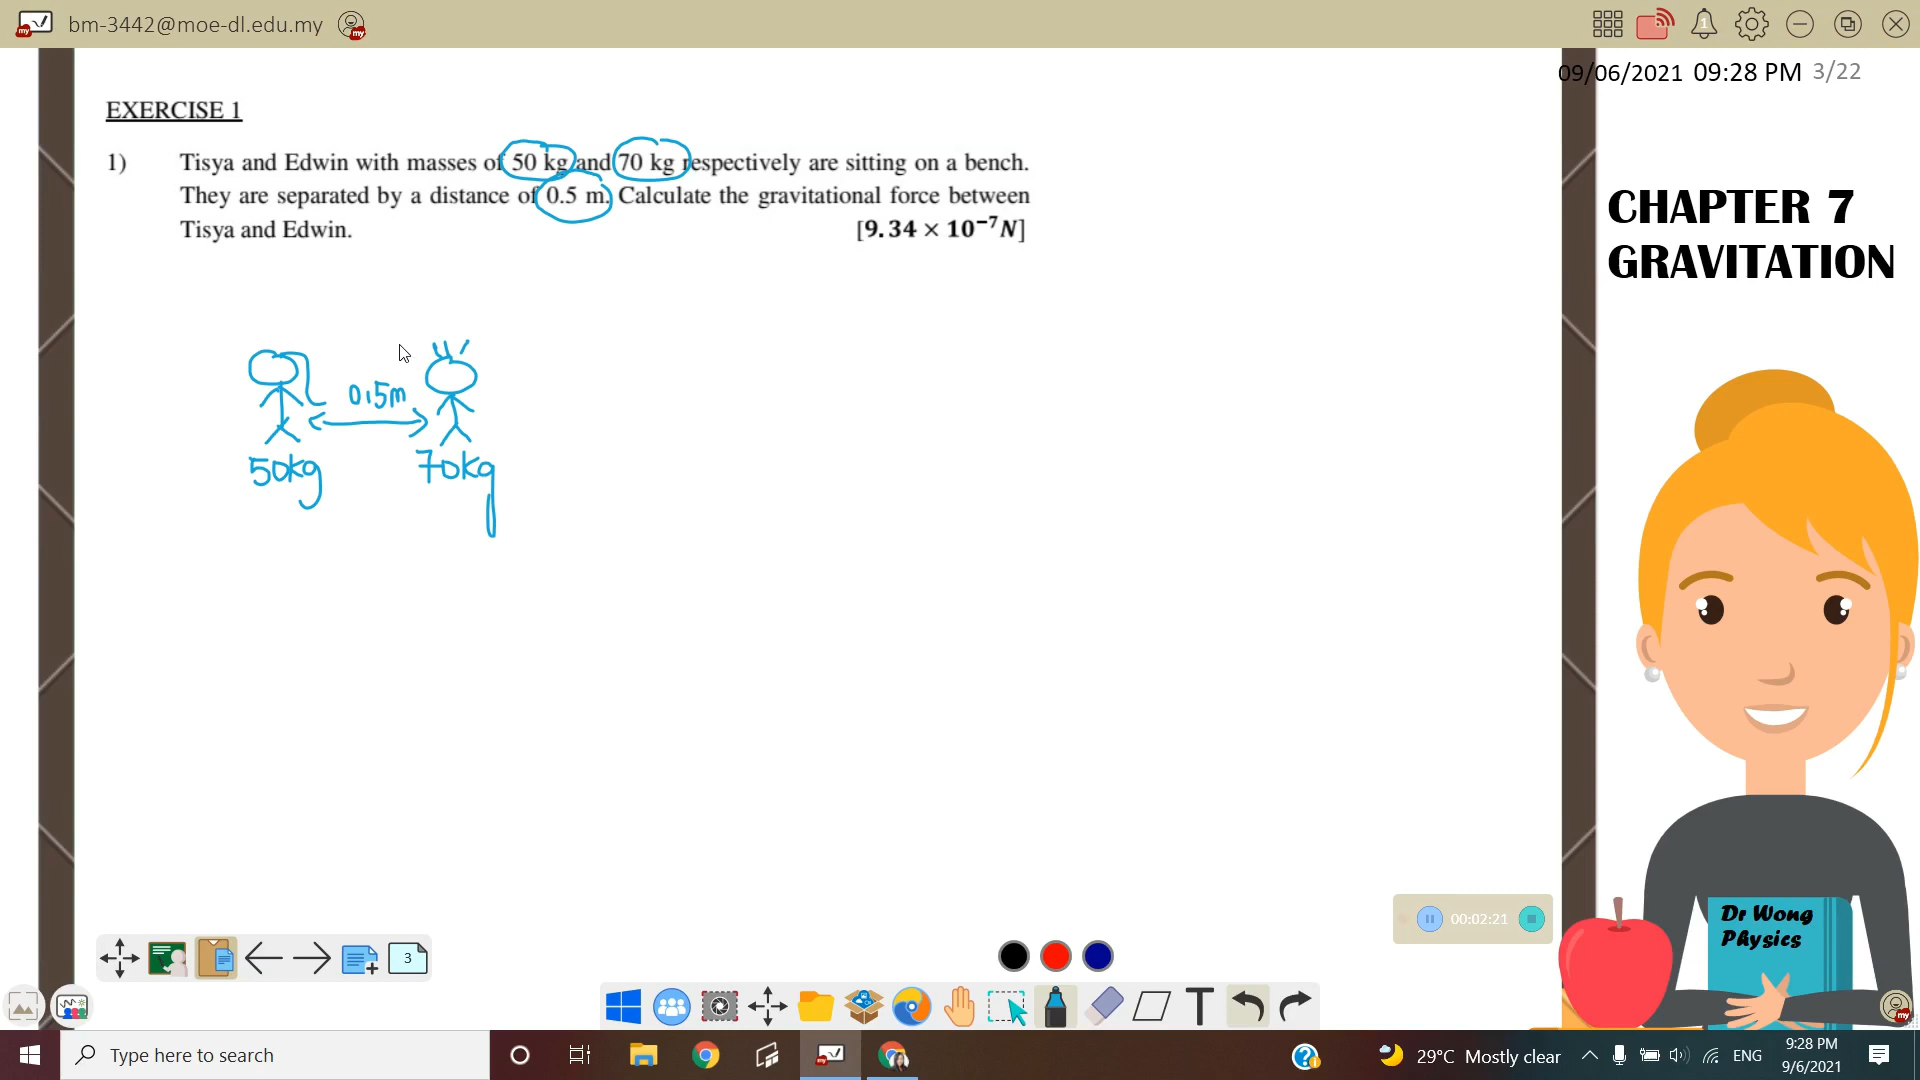 bm-3442@moe-dl.edu.my
09/06/2021 09:28 PM 3/22
EXERCISE 1
1) Tisya and Edwin with masses of 50 kg and 70 kg respectively are sitting on a bench.
They are separated by a distance of 0.5 m. Calculate the gravitational force between
Tisya and Edwin. [9.34 × 10⁻⁷N]
CHAPTER 7
GRAVITATION
0.5m
50kg 70kg
00:02:21
Dr Wong
Physics
3
Type here to search
29°C Mostly clear
ENG
9:28 PM
9/6/2021